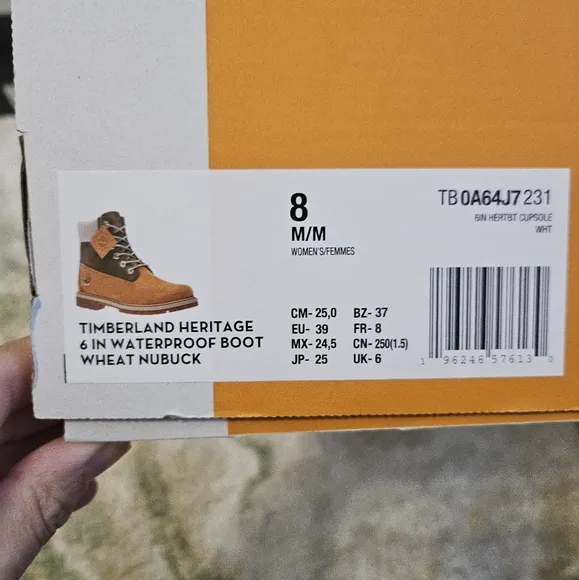 8
M/M
WOMEN'S/FEMMES
TB0A64J7231
6IN HERTBT CUPSOLE
WHT
CM- 25,0 BZ- 37
EU- 39 FR- 8
MX- 24,5 CN- 250(1.5)
JP- 25 UK- 6
TIMBERLAND HERITAGE
6 IN WATERPROOF BOOT
WHEAT NUBUCK
1 96246 57613 0